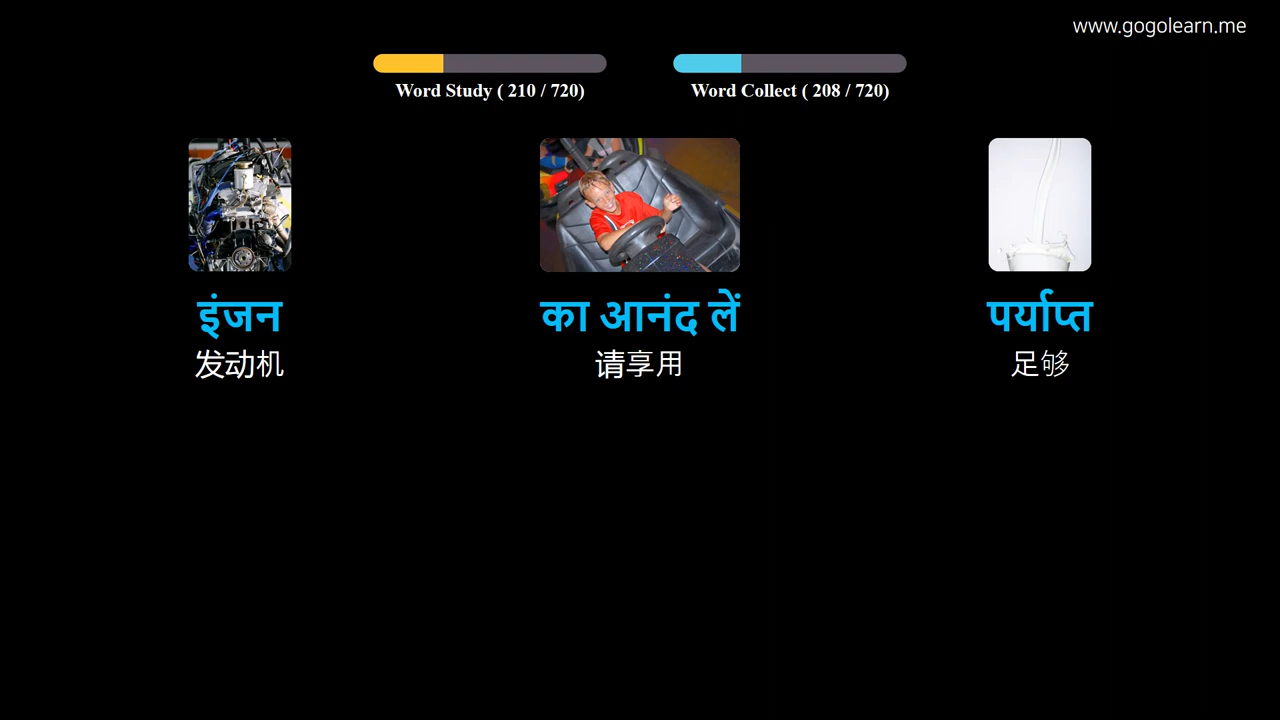 www.gogolearn.me
Word Study ( 210 / 720)
Word Collect ( 208 / 720)
इंजन
का आनंद लें
पर्याप्त
发动机
请享用
足够